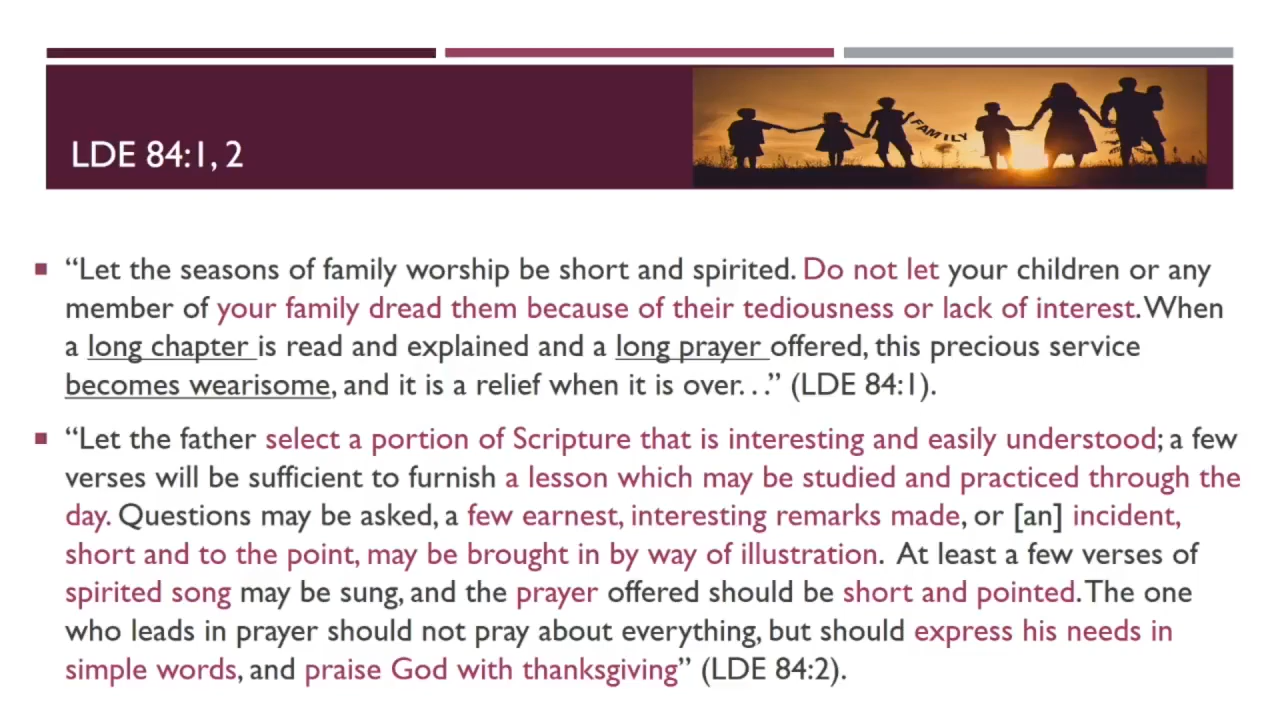 LDE 84:1, 2
FAMILY
“Let the seasons of family worship be short and spirited. Do not let your children or any
member of your family dread them because of their tediousness or lack of interest. When
a long chapter is read and explained and a long prayer offered, this precious service
becomes wearisome, and it is a relief when it is over. . .” (LDE 84:1).
“Let the father select a portion of Scripture that is interesting and easily understood; a few
verses will be sufficient to furnish a lesson which may be studied and practiced through the
day. Questions may be asked, a few earnest, interesting remarks made, or [an] incident,
short and to the point, may be brought in by way of illustration. At least a few verses of
spirited song may be sung, and the prayer offered should be short and pointed. The one
who leads in prayer should not pray about everything, but should express his needs in
simple words, and praise God with thanksgiving” (LDE 84:2).